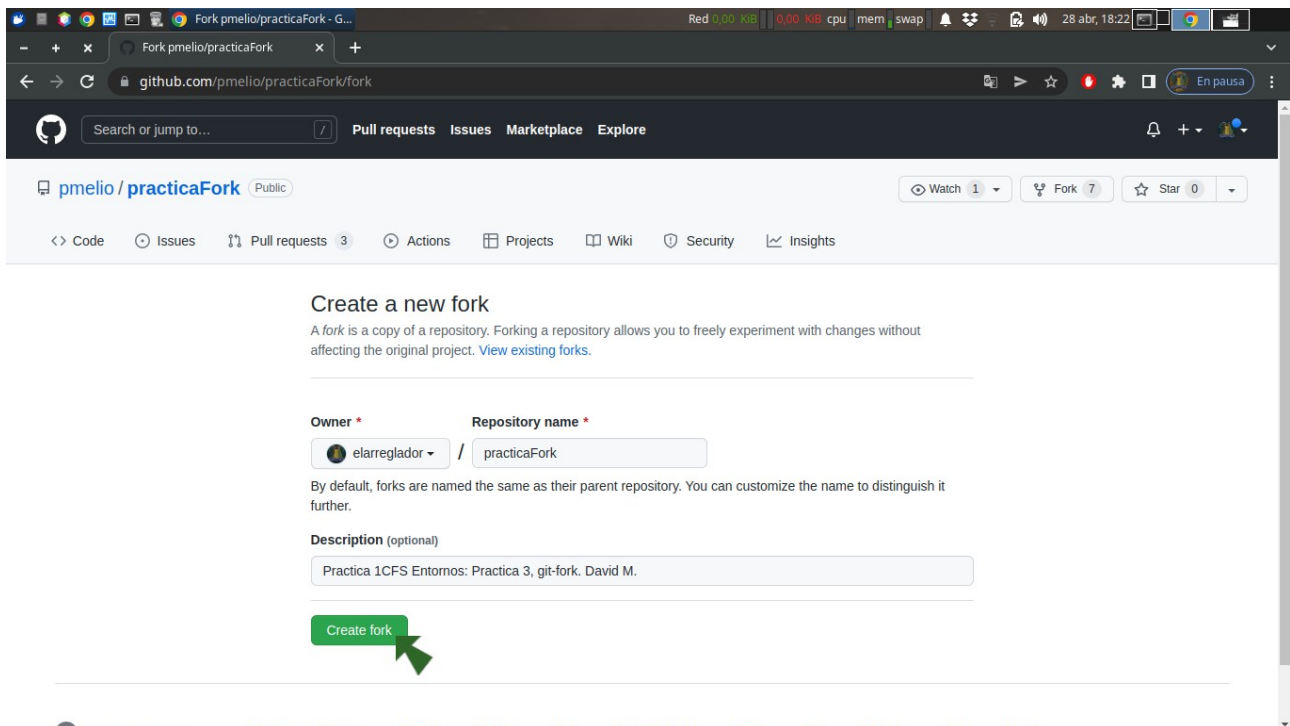 Fork pmelio/practicaFork - G...
Red 0,00 KiB 0,00 KiB cpu mem swap 28 abr, 18:22
Fork pmelio/practicaFork
github.com/pmelio/practicaFork/fork
En pausa
Search or jump to... / Pull requests Issues Marketplace Explore
pmelio / practicaFork Public
Watch 1 Fork 7 Star 0
<> Code Issues Pull requests 3 Actions Projects Wiki Security Insights
Create a new fork
A fork is a copy of a repository. Forking a repository allows you to freely experiment with changes without
affecting the original project. View existing forks.
Owner * Repository name *
elarreglador / practicaFork
By default, forks are named the same as their parent repository. You can customize the name to distinguish it
further.
Description (optional)
Practica 1CFS Entornos: Practica 3, git-fork. David M.
Create fork